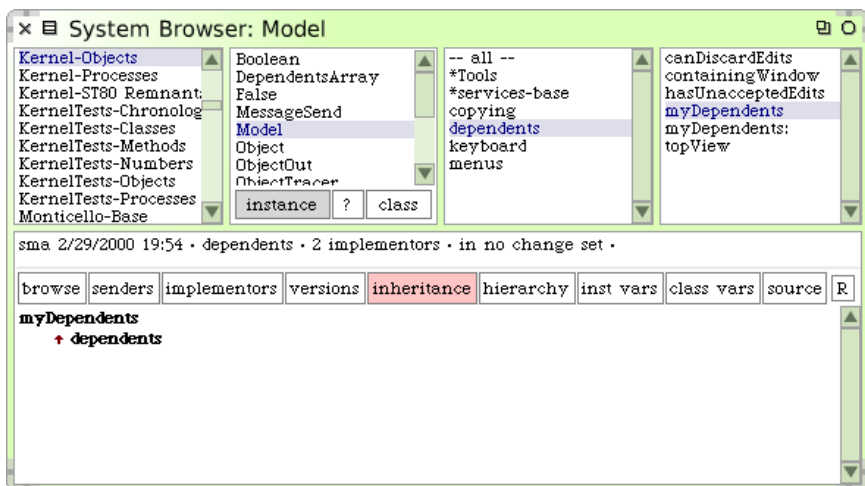 System Browser: Model
Kernel-Objects
Kernel-Processes
Kernel-ST80 Remnants
KernelTests-Chronolog
KernelTests-Classes
KernelTests-Methods
KernelTests-Numbers
KernelTests-Objects
KernelTests-Processes
Monticello-Base
Boolean
DependentsArray
False
MessageSend
Model
Object
ObjectOut
ObjectTracer
instance ? class
-- all --
*Tools
*services-base
copying
dependents
keyboard
menus
canDiscardEdits
containingWindow
hasUnacceptedEdits
myDependents
myDependents:
topView
sma 2/29/2000 19:54 · dependents · 2 implementors · in no change set ·
browse senders implementors versions inheritance hierarchy inst vars class vars source R
myDependents
↑ dependents